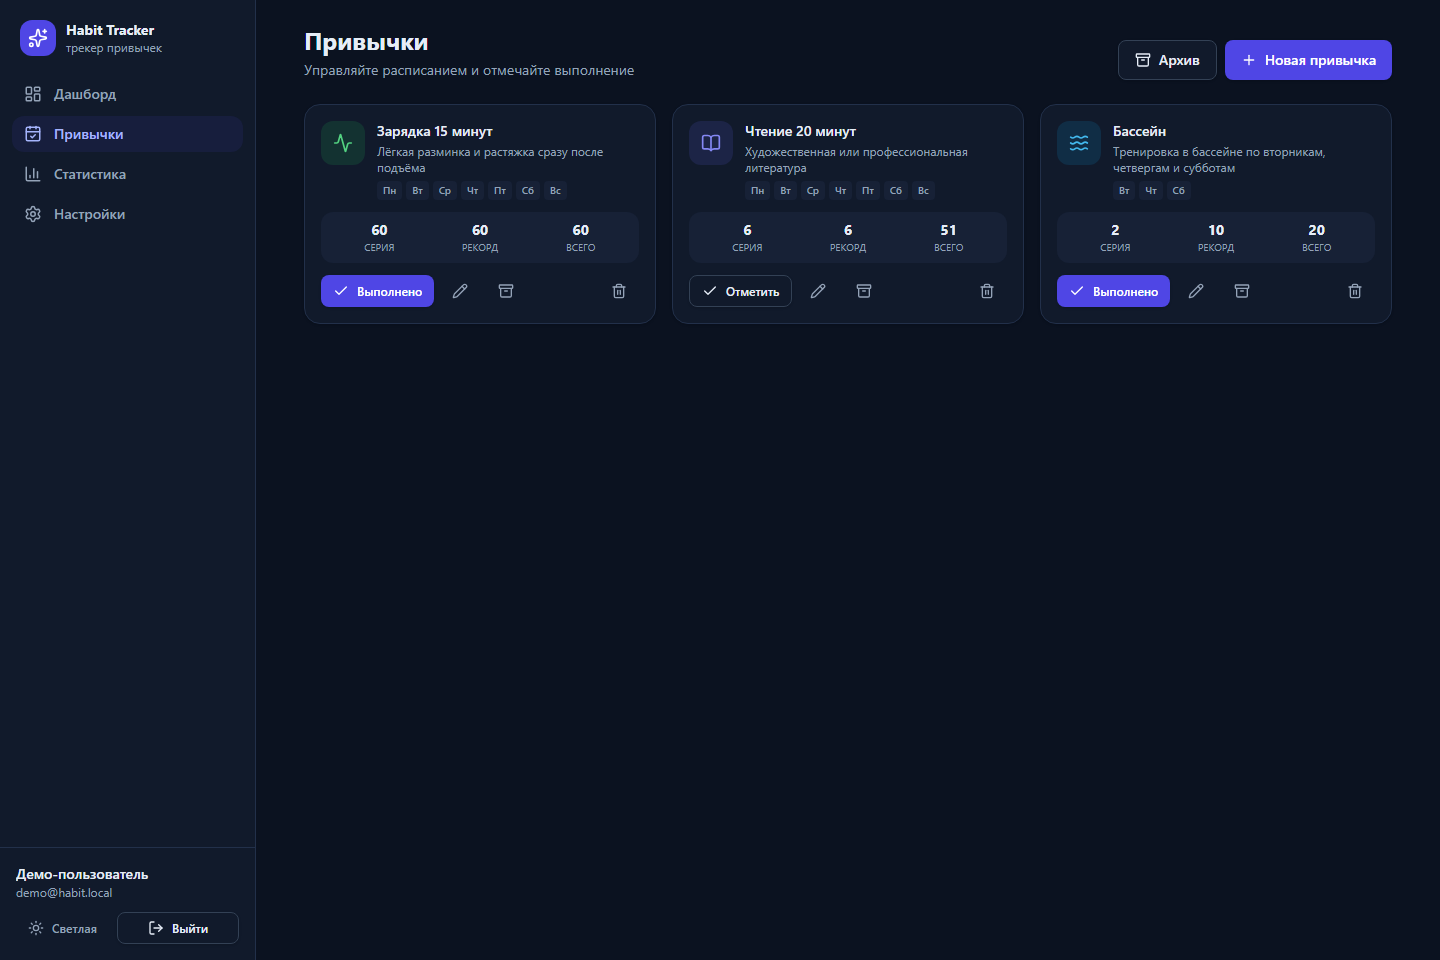 Habit Tracker
трекер привычек
Дашборд
Привычки
Статистика
Настройки
Демо-пользователь
demo@habit.local
Светлая
Выйти
Привычки
Управляйте расписанием и отмечайте выполнение
Архив
Новая привычка
Зарядка 15 минут
Лёгкая разминка и растяжка сразу после
подъёма
Пн Вт Ср Чт Пт Сб Вс
60 60 60
СЕРИЯ РЕКОРД ВСЕГО
Выполнено
Чтение 20 минут
Художественная или профессиональная
литература
Пн Вт Ср Чт Пт Сб Вс
6 6 51
СЕРИЯ РЕКОРД ВСЕГО
Отметить
Бассейн
Тренировка в бассейне по вторникам,
четвергам и субботам
Вт Чт Сб
2 10 20
СЕРИЯ РЕКОРД ВСЕГО
Выполнено